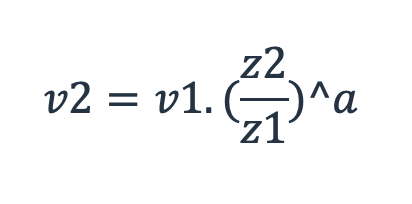 v2 = v1.(z2/z1)^a